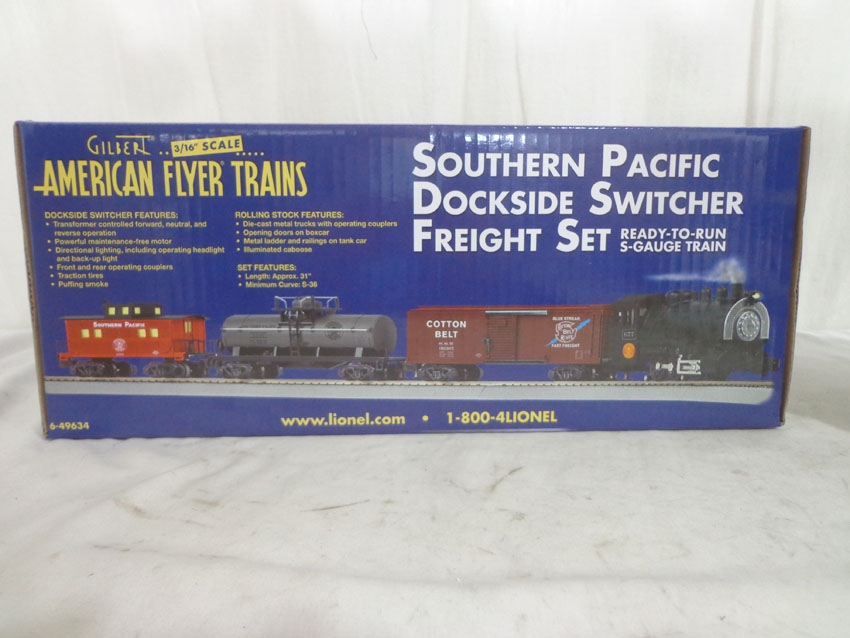 GILBERT
3/16" SCALE
AMERICAN FLYER TRAINS
SOUTHERN PACIFIC
DOCKSIDE SWITCHER
FREIGHT SET
READY-TO-RUN
S-GAUGE TRAIN
DOCKSIDE SWITCHER FEATURES:
• Transformer controlled forward, neutral, and
reverse operation
• Powerful maintenance-free motor
• Directional lighting, including operating headlight
and back-up light
• Front and rear operating couplers
• Traction tires
• Puffing smoke
ROLLING STOCK FEATURES:
• Die-cast metal trucks with operating couplers
• Opening doors on boxcar
• Metal ladder and railings on tank car
• Illuminated caboose
SET FEATURES:
• Length: Approx. 31"
• Minimum Curve: S-36
SOUTHERN PACIFIC
COTTON
BELT
BLUE STREAK
COTTON
BELT
ROUTE
FAST FREIGHT
6-49634
www.lionel.com • 1-800-4LIONEL